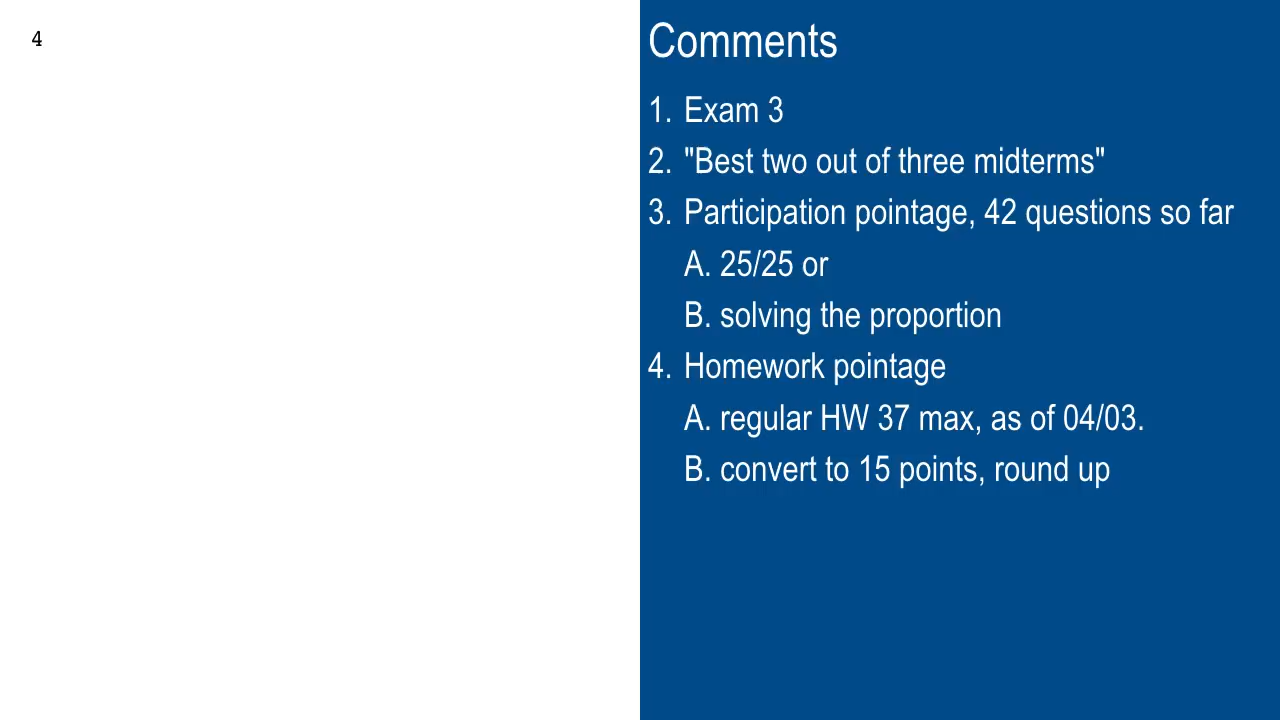 4
Comments
1. Exam 3
2. "Best two out of three midterms"
3. Participation pointage, 42 questions so far
A. 25/25 or
B. solving the proportion
4. Homework pointage
A. regular HW 37 max, as of 04/03.
B. convert to 15 points, round up